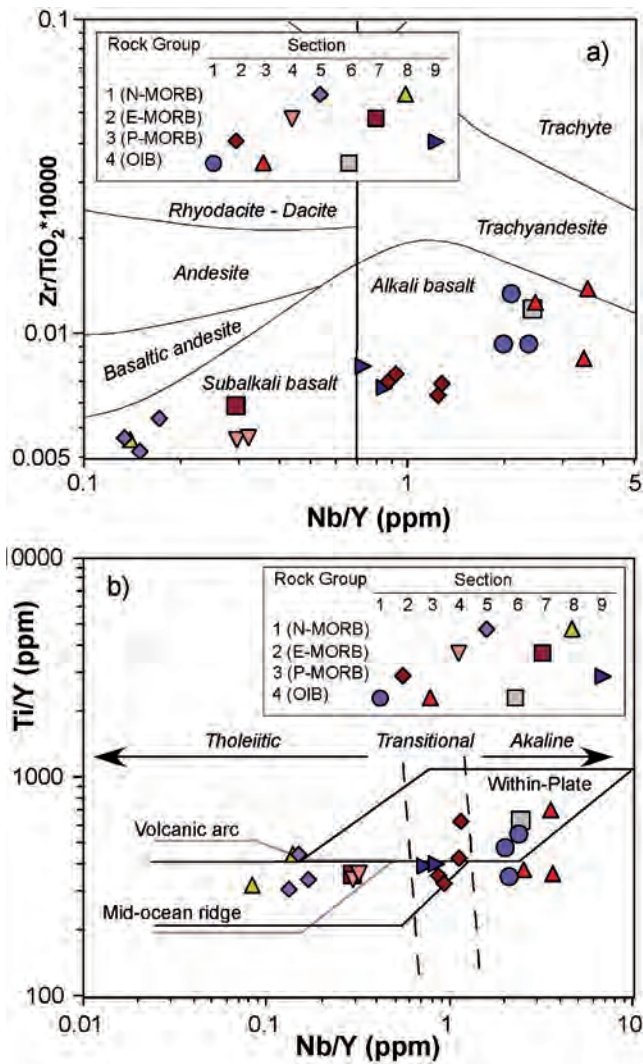 0.1
a)
Rock Group Section
1 2 3 4 5 6 7 8 9
1 (N-MORB)
2 (E-MORB)
3 (P-MORB)
4 (OIB)
Trachyte
Rhyodacite - Dacite
Trachyandesite
Andesite
Alkali basalt
Zr/TiO2*10000
0.01
Basaltic andesite
Subalkali basalt
0.005
0.1 1 5
Nb/Y (ppm)
0000
b)
Rock Group Section
1 2 3 4 5 6 7 8 9
1 (N-MORB)
2 (E-MORB)
3 (P-MORB)
4 (OIB)
Ti/Y (ppm)
Tholeiitic Transitional Akaline
1000
Within-Plate
Volcanic arc
Mid-ocean ridge
100
0.01 0.1 1 10
Nb/Y (ppm)